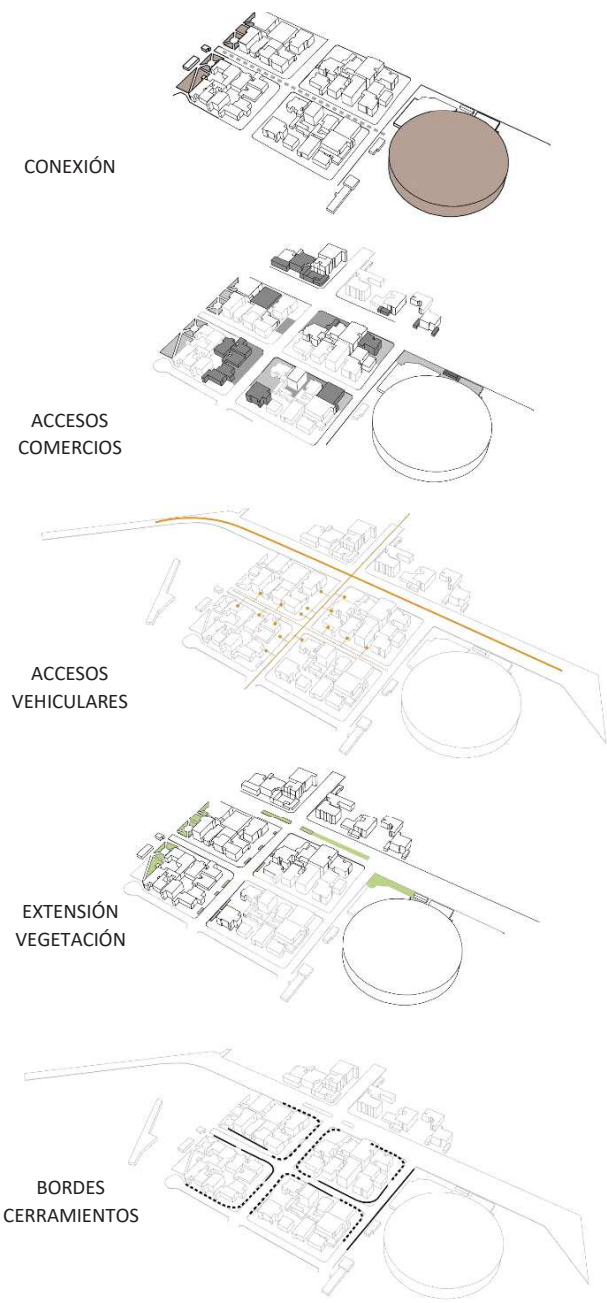 CONEXIÓN
ACCESOS
COMERCIOS
ACCESOS
VEHICULARES
EXTENSIÓN
VEGETACIÓN
BORDES
CERRAMIENTOS